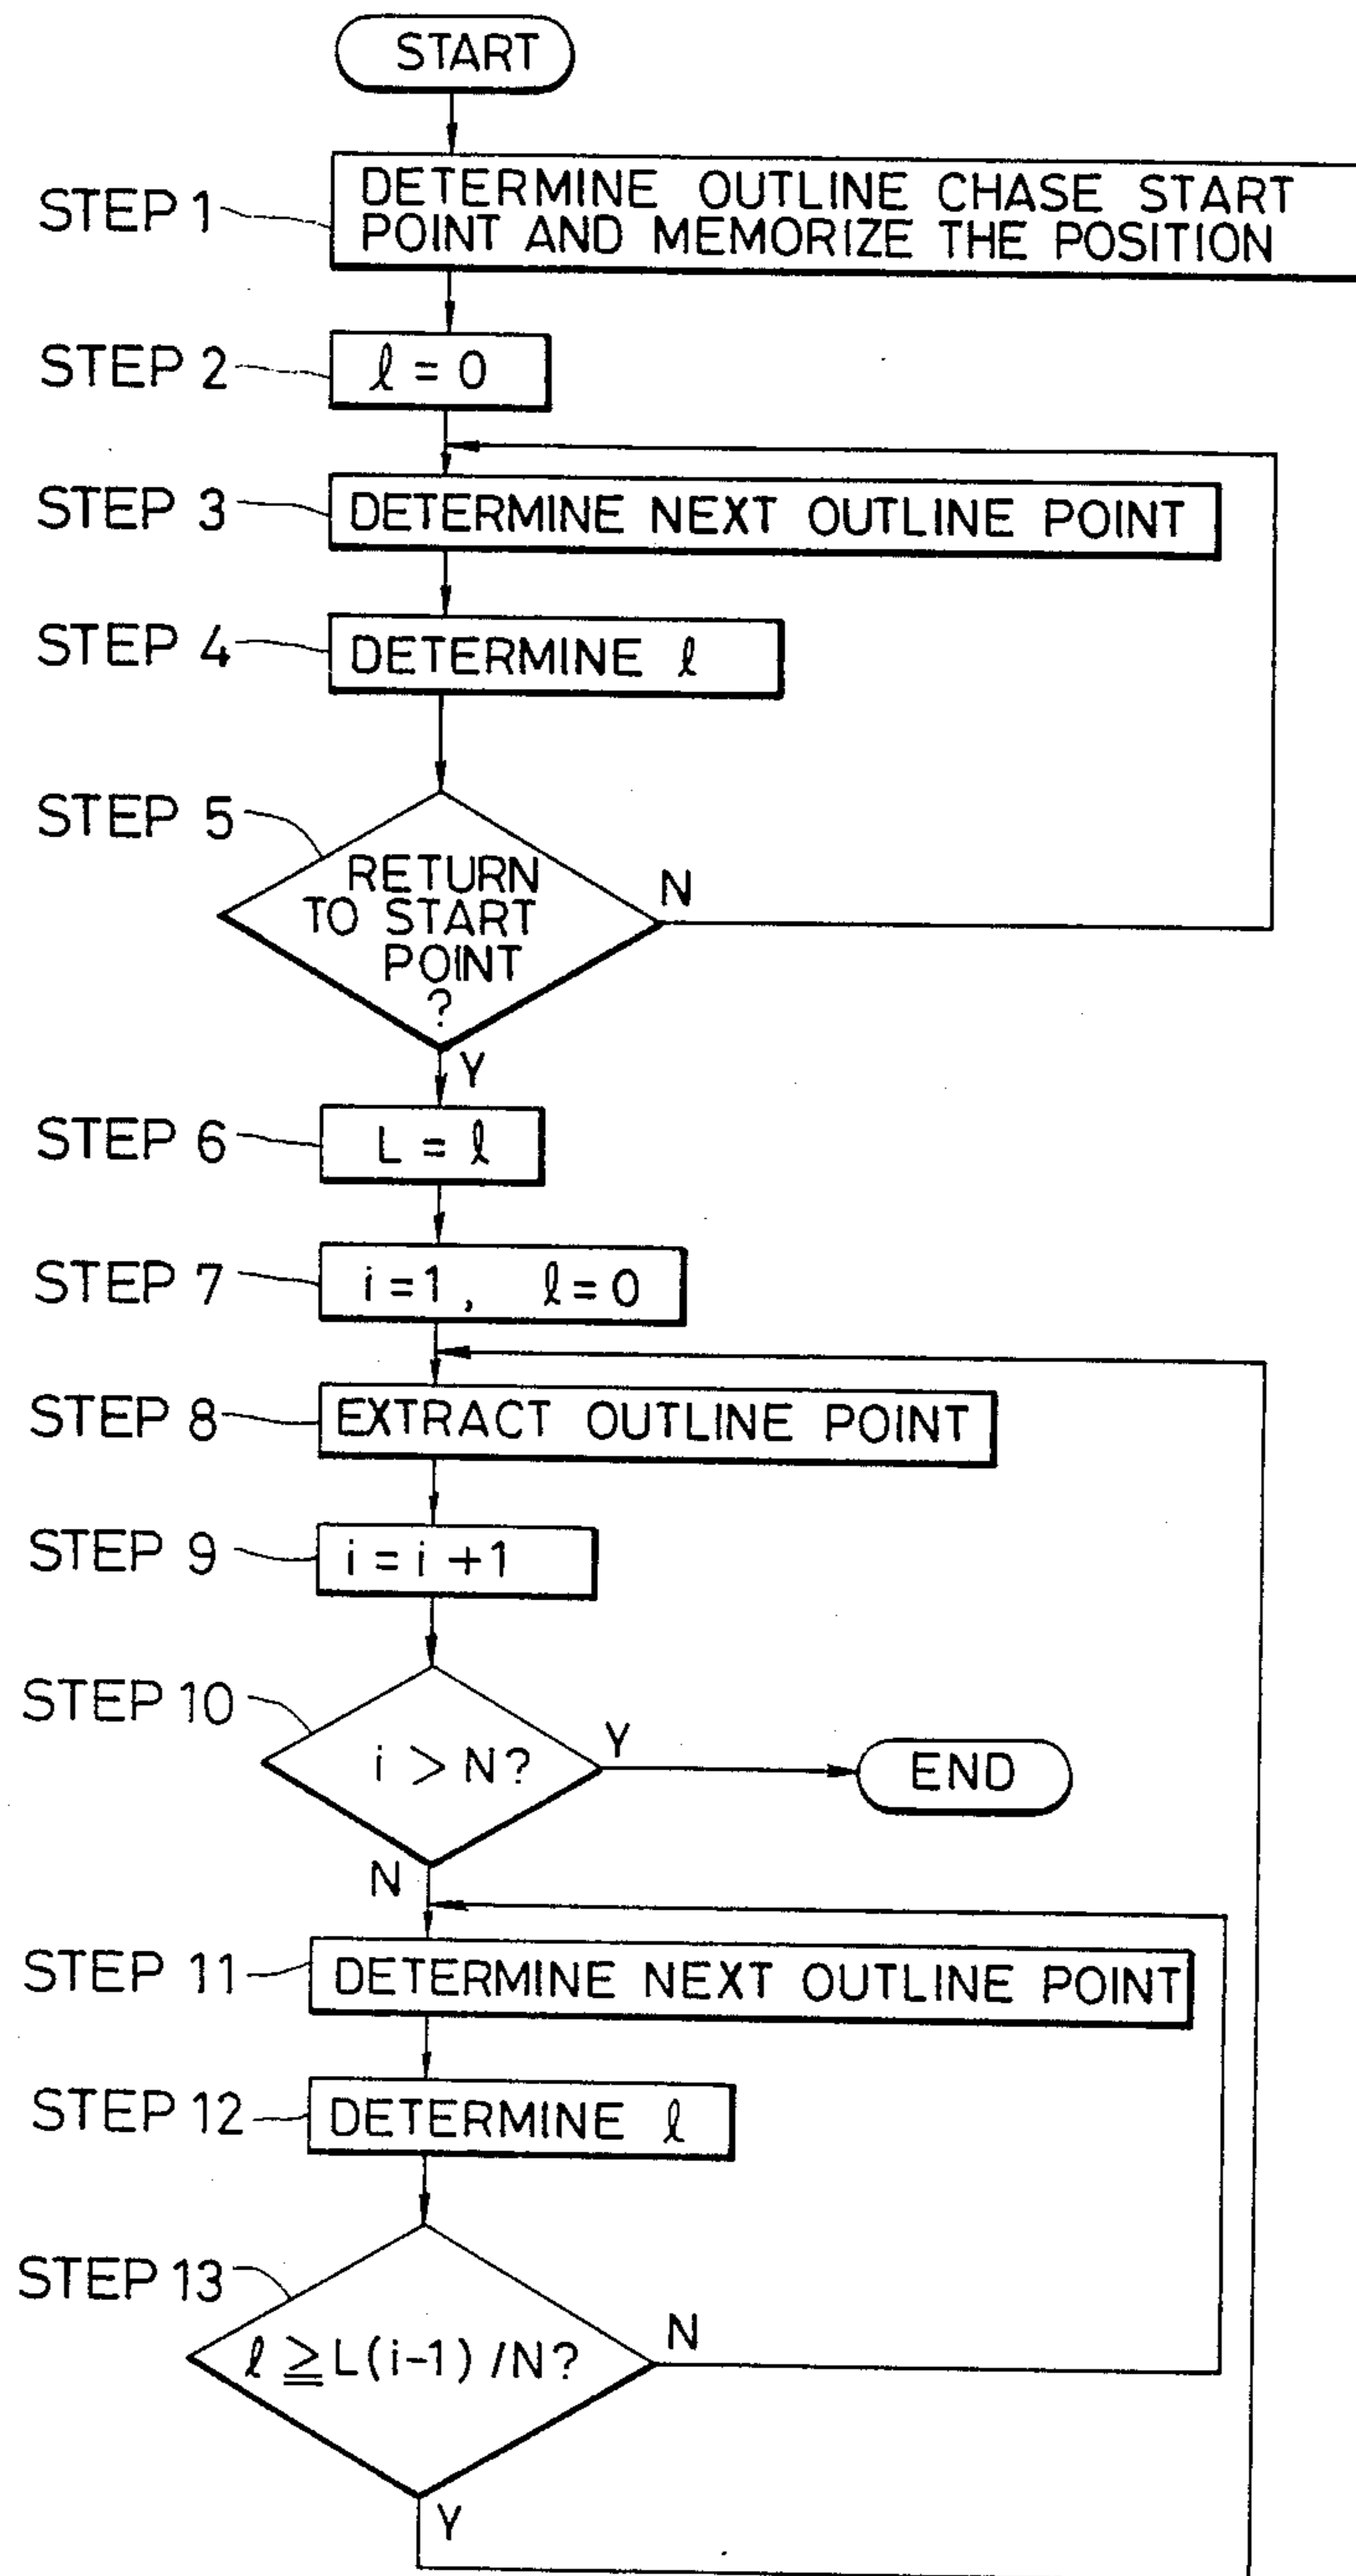 START
STEP 1
DETERMINE OUTLINE CHASE START
POINT AND MEMORIZE THE POSITION
STEP 2
ℓ = 0
STEP 3
DETERMINE NEXT OUTLINE POINT
STEP 4
DETERMINE ℓ
STEP 5
RETURN
TO START
POINT
?
N
Y
STEP 6
L = ℓ
STEP 7
i = 1, ℓ = 0
STEP 8
EXTRACT OUTLINE POINT
STEP 9
i = i + 1
STEP 10
i > N?
Y
END
N
STEP 11
DETERMINE NEXT OUTLINE POINT
STEP 12
DETERMINE ℓ
STEP 13
ℓ ≧ L(i-1)/N?
N
Y